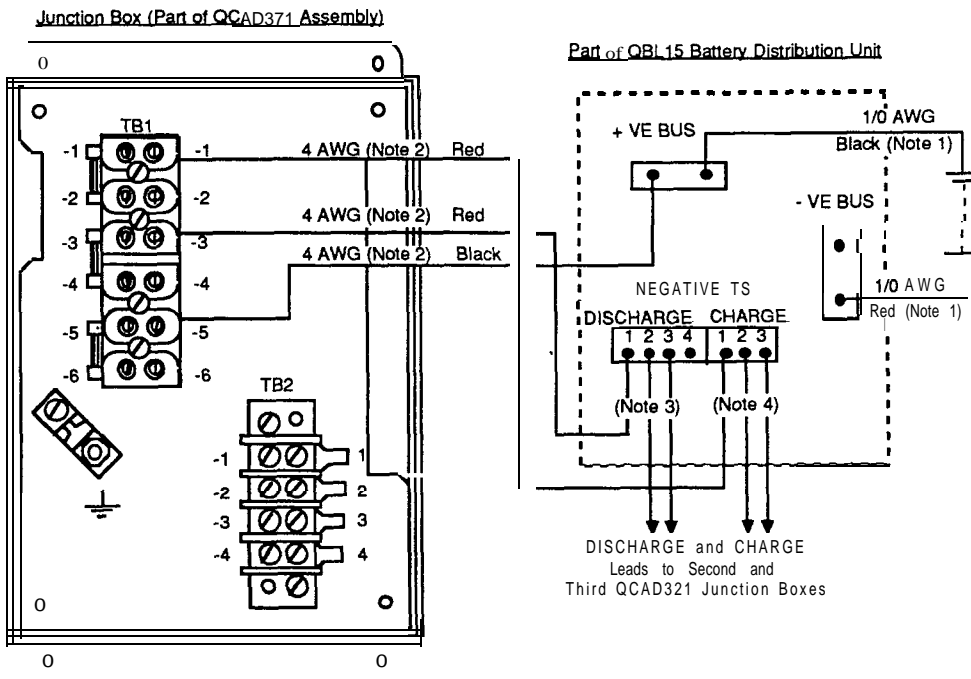 Junction Box (Part of QCAD371 Assembly)
Part of QBL15 Battery Distribution Unit
O O
TB1
-1 -1
-2 -2
-3 -3
-4 -4
-5 -5
-6 -6
4 AWG (Note 2) Red
4 AWG (Note 2) Red
4 AWG (Note 2) Black
TB2
-1 1
-2 2
-3 3
-4 4
O
O O
+ VE BUS
1/0 AWG
Black (Note 1)
- VE BUS
1/0 AWG
Red (Note 1)
NEGATIVE TS
DISCHARGE CHARGE
1 2 3 4 1 2 3
(Note 3) (Note 4)
DISCHARGE and CHARGE
Leads to Second and
Third QCAD321 Junction Boxes